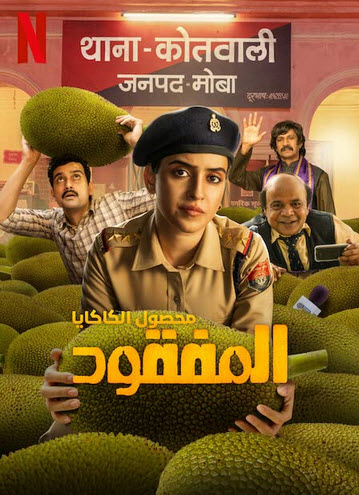 N
थाना-कोतवाली
जनपद-मोबा
محصول الكاكايا
المفقود